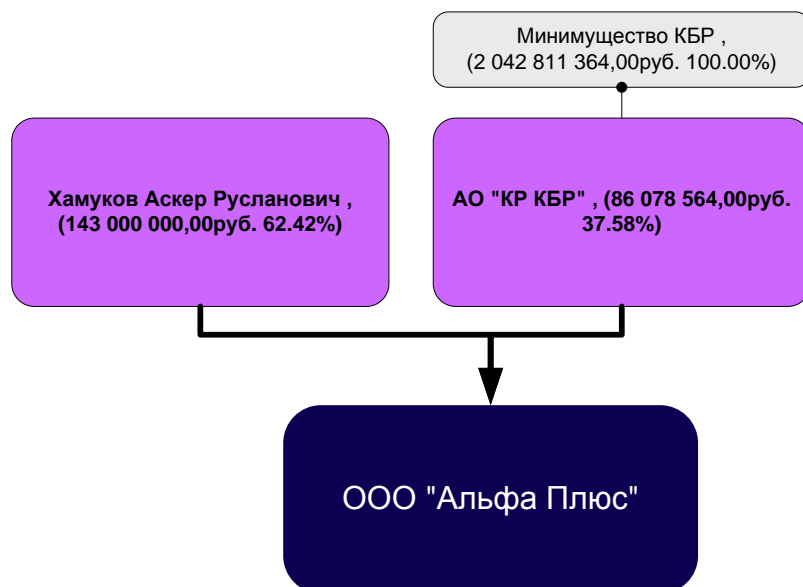 Минимущество КБР ,
(2 042 811 364,00руб. 100.00%)
Хамуков Аскер Русланович ,
(143 000 000,00руб. 62.42%)
АО "КР КБР" , (86 078 564,00руб.
37.58%)
ООО "Альфа Плюс"